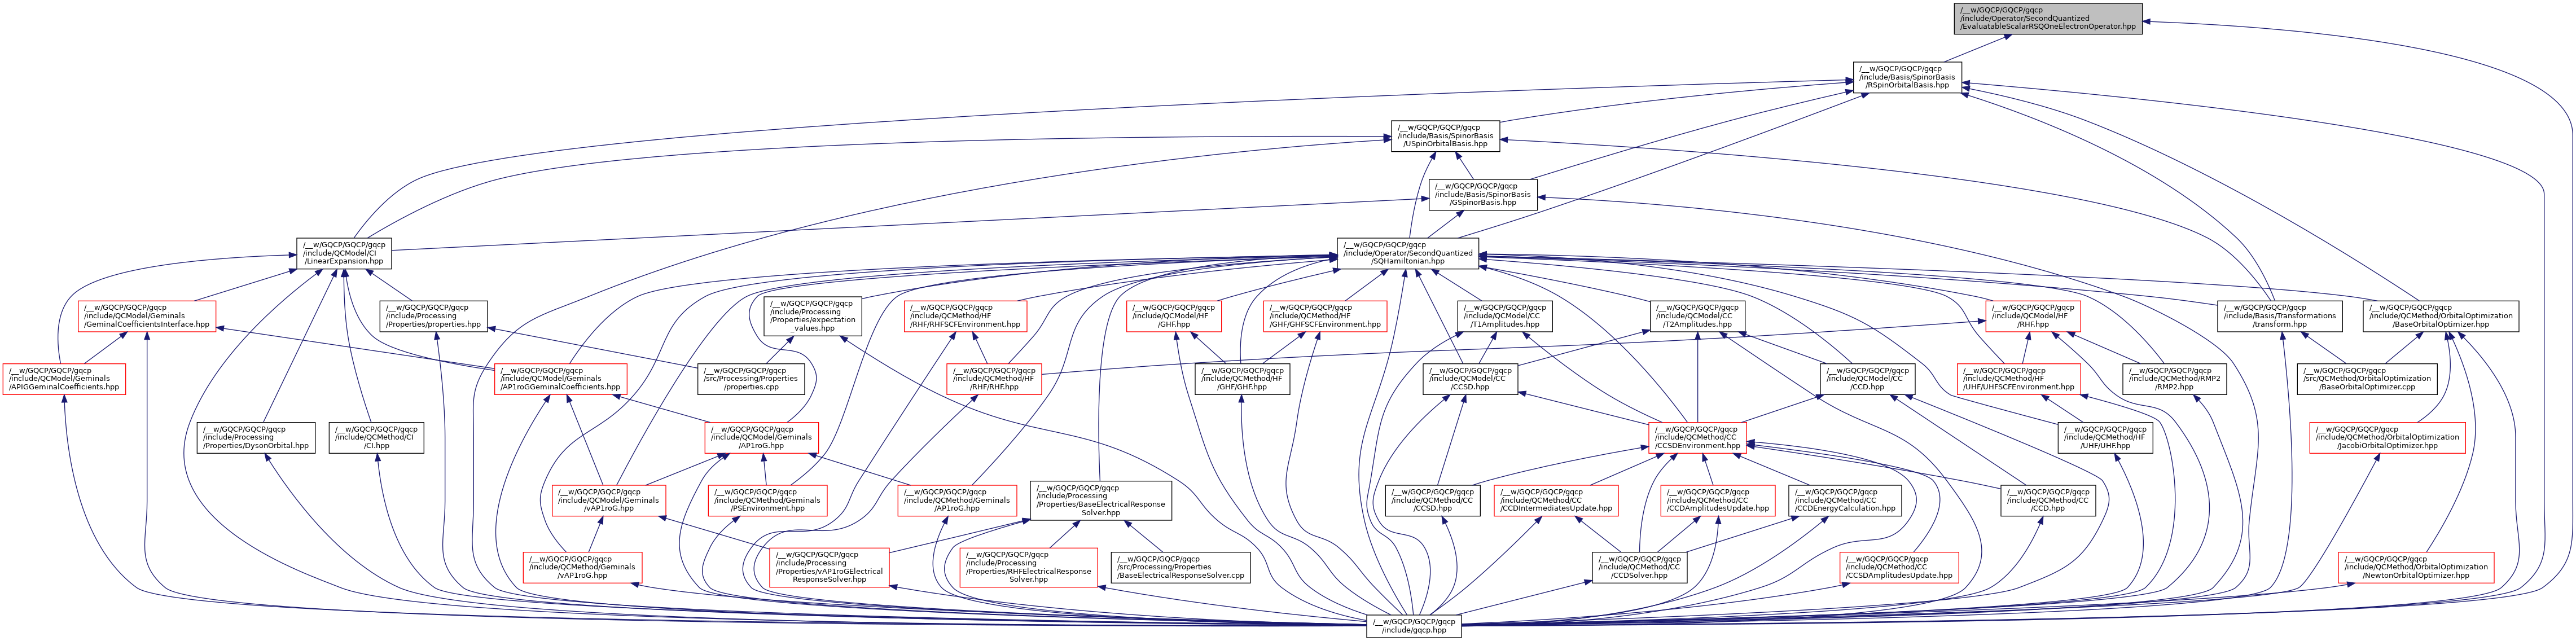 /__w/GQCP/GQCP/gqcp
/include/Operator/SecondQuantized
/EvaluatableScalarRSQOneElectronOperator.hpp
/__w/GQCP/GQCP/gqcp
/include/Basis/SpinorBasis
/RSpinOrbitalBasis.hpp
/__w/GQCP/GQCP/gqcp
/include/Basis/SpinorBasis
/USpinOrbitalBasis.hpp
/__w/GQCP/GQCP/gqcp
/include/Basis/SpinorBasis
/GSpinorBasis.hpp
/__w/GQCP/GQCP/gqcp
/include/QCModel/CI
/LinearExpansion.hpp
/__w/GQCP/GQCP/gqcp
/include/Operator/SecondQuantized
/SQHamiltonian.hpp
/__w/GQCP/GQCP/gqcp
/include/QCModel/Geminals
/GeminalCoefficientsInterface.hpp
/__w/GQCP/GQCP/gqcp
/include/Processing
/Properties/properties.hpp
/__w/GQCP/GQCP/gqcp
/include/Processing
/Properties/expectation
_values.hpp
/__w/GQCP/GQCP/gqcp
/include/QCMethod/HF
/RHF/RHFSCFEnvironment.hpp
/__w/GQCP/GQCP/gqcp
/include/QCModel/HF
/GHF.hpp
/__w/GQCP/GQCP/gqcp
/include/QCMethod/HF
/GHF/GHFSCFEnvironment.hpp
/__w/GQCP/GQCP/gqcp
/include/QCModel/CC
/T1Amplitudes.hpp
/__w/GQCP/GQCP/gqcp
/include/QCModel/CC
/T2Amplitudes.hpp
/__w/GQCP/GQCP/gqcp
/include/QCModel/HF
/RHF.hpp
/__w/GQCP/GQCP/gqcp
/include/Basis/Transformations
/transform.hpp
/__w/GQCP/GQCP/gqcp
/include/QCMethod/OrbitalOptimization
/BaseOrbitalOptimizer.hpp
/__w/GQCP/GQCP/gqcp
/include/QCModel/Geminals
/APIGGeminalCoefficients.hpp
/__w/GQCP/GQCP/gqcp
/include/QCModel/Geminals
/AP1roGGeminalCoefficients.hpp
/__w/GQCP/GQCP/gqcp
/src/Processing/Properties
/properties.cpp
/__w/GQCP/GQCP/gqcp
/include/QCMethod/HF
/RHF/RHF.hpp
/__w/GQCP/GQCP/gqcp
/include/QCMethod/HF
/GHF/GHF.hpp
/__w/GQCP/GQCP/gqcp
/include/QCModel/CC
/CCSD.hpp
/__w/GQCP/GQCP/gqcp
/include/QCModel/CC
/CCD.hpp
/__w/GQCP/GQCP/gqcp
/include/QCMethod/HF
/UHF/UHFSCFEnvironment.hpp
/__w/GQCP/GQCP/gqcp
/include/QCMethod/RMP2
/RMP2.hpp
/__w/GQCP/GQCP/gqcp
/src/QCMethod/OrbitalOptimization
/BaseOrbitalOptimizer.cpp
/__w/GQCP/GQCP/gqcp
/include/Processing
/Properties/DysonOrbital.hpp
/__w/GQCP/GQCP/gqcp
/include/QCMethod/CI
/CI.hpp
/__w/GQCP/GQCP/gqcp
/include/QCModel/Geminals
/AP1roG.hpp
/__w/GQCP/GQCP/gqcp
/include/QCMethod/CC
/CCSDEnvironment.hpp
/__w/GQCP/GQCP/gqcp
/include/QCMethod/HF
/UHF/UHF.hpp
/__w/GQCP/GQCP/gqcp
/include/QCMethod/OrbitalOptimization
/JacobiOrbitalOptimizer.hpp
/__w/GQCP/GQCP/gqcp
/include/QCModel/Geminals
/vAP1roG.hpp
/__w/GQCP/GQCP/gqcp
/include/QCMethod/Geminals
/PSEnvironment.hpp
/__w/GQCP/GQCP/gqcp
/include/QCMethod/Geminals
/AP1roG.hpp
/__w/GQCP/GQCP/gqcp
/include/Processing
/Properties/BaseElectricalResponse
Solver.hpp
/__w/GQCP/GQCP/gqcp
/include/QCMethod/CC
/CCSD.hpp
/__w/GQCP/GQCP/gqcp
/include/QCMethod/CC
/CCDIntermediatesUpdate.hpp
/__w/GQCP/GQCP/gqcp
/include/QCMethod/CC
/CCDAmplitudesUpdate.hpp
/__w/GQCP/GQCP/gqcp
/include/QCMethod/CC
/CCDEnergyCalculation.hpp
/__w/GQCP/GQCP/gqcp
/include/QCMethod/CC
/CCD.hpp
/__w/GQCP/GQCP/gqcp
/include/QCMethod/Geminals
/vAP1roG.hpp
/__w/GQCP/GQCP/gqcp
/include/Processing
/Properties/vAP1roGElectrical
ResponseSolver.hpp
/__w/GQCP/GQCP/gqcp
/include/Processing
/Properties/RHFElectricalResponse
Solver.hpp
/__w/GQCP/GQCP/gqcp
/src/Processing/Properties
/BaseElectricalResponseSolver.cpp
/__w/GQCP/GQCP/gqcp
/include/QCMethod/CC
/CCDSolver.hpp
/__w/GQCP/GQCP/gqcp
/include/QCMethod/CC
/CCSDAmplitudesUpdate.hpp
/__w/GQCP/GQCP/gqcp
/include/QCMethod/OrbitalOptimization
/NewtonOrbitalOptimizer.hpp
/__w/GQCP/GQCP/gqcp
/include/gqcp.hpp